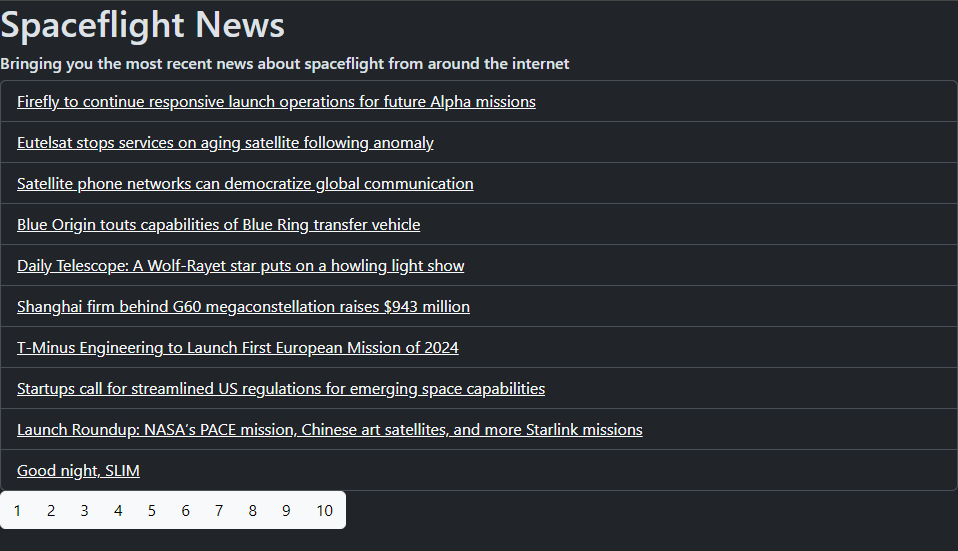 Spaceflight News
Bringing you the most recent news about spaceflight from around the internet
Firefly to continue responsive launch operations for future Alpha missions
Eutelsat stops services on aging satellite following anomaly
Satellite phone networks can democratize global communication
Blue Origin touts capabilities of Blue Ring transfer vehicle
Daily Telescope: A Wolf-Rayet star puts on a howling light show
Shanghai firm behind G60 megaconstellation raises $943 million
T-Minus Engineering to Launch First European Mission of 2024
Startups call for streamlined US regulations for emerging space capabilities
Launch Roundup: NASA’s PACE mission, Chinese art satellites, and more Starlink missions
Good night, SLIM
1 2 3 4 5 6 7 8 9 10